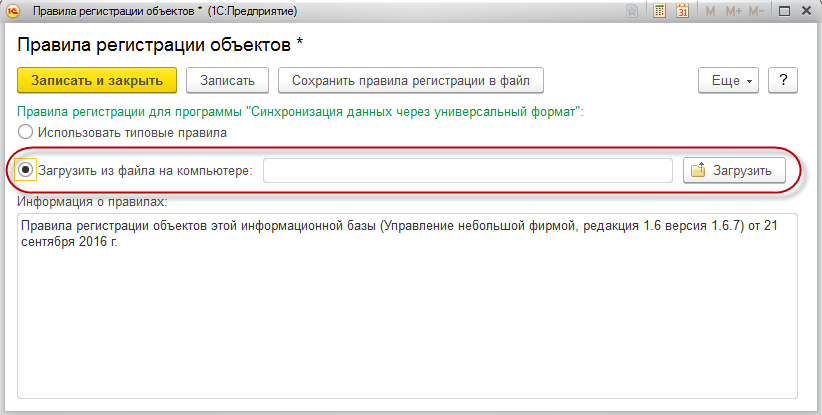 Правила регистрации объектов * (1С:Предприятие)
M M+ M-
Правила регистрации объектов *
Записать и закрыть Записать Сохранить правила регистрации в файл Еще ?
Правила регистрации для программы "Синхронизация данных через универсальный формат":
Использовать типовые правила
Загрузить из файла на компьютере: Загрузить
Информация о правилах:
Правила регистрации объектов этой информационной базы (Управление небольшой фирмой, редакция 1.6 версия 1.6.7) от 21
сентября 2016 г.